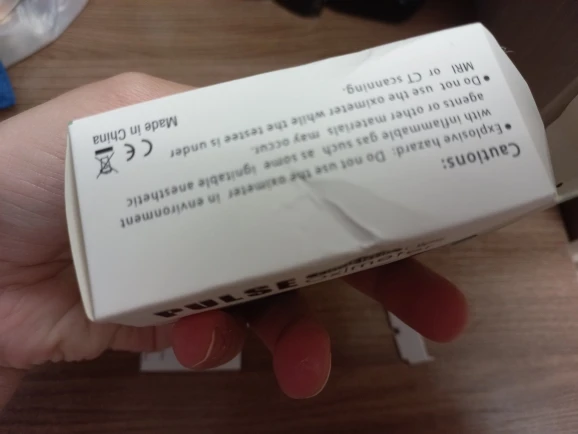 Cautions:
• Explosive hazard: Do not use the oximeter in environment
with inflammable gas such as some ignitable anesthetic
agents or other materials may occur.
• Do not use the oximeter while the testee is under
MRI or CT scanning.
CE
Made in China
PULSE
Oximeter